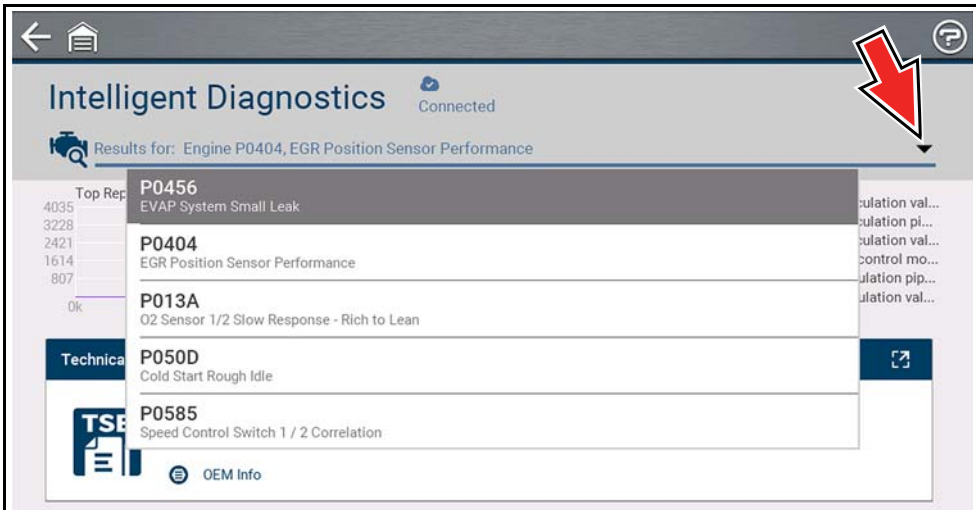 Intelligent Diagnostics
Connected
Results for: Engine P0404, EGR Position Sensor Performance
Top Rep
4035
3228
2421
1614
807
0k
P0456
EVAP System Small Leak
P0404
EGR Position Sensor Performance
P013A
O2 Sensor 1/2 Slow Response - Rich to Lean
P050D
Cold Start Rough Idle
P0585
Speed Control Switch 1 / 2 Correlation
culation val...
culation pi...
culation val...
control mo...
ulation pip...
ulation val...
Technica
TSB
OEM Info